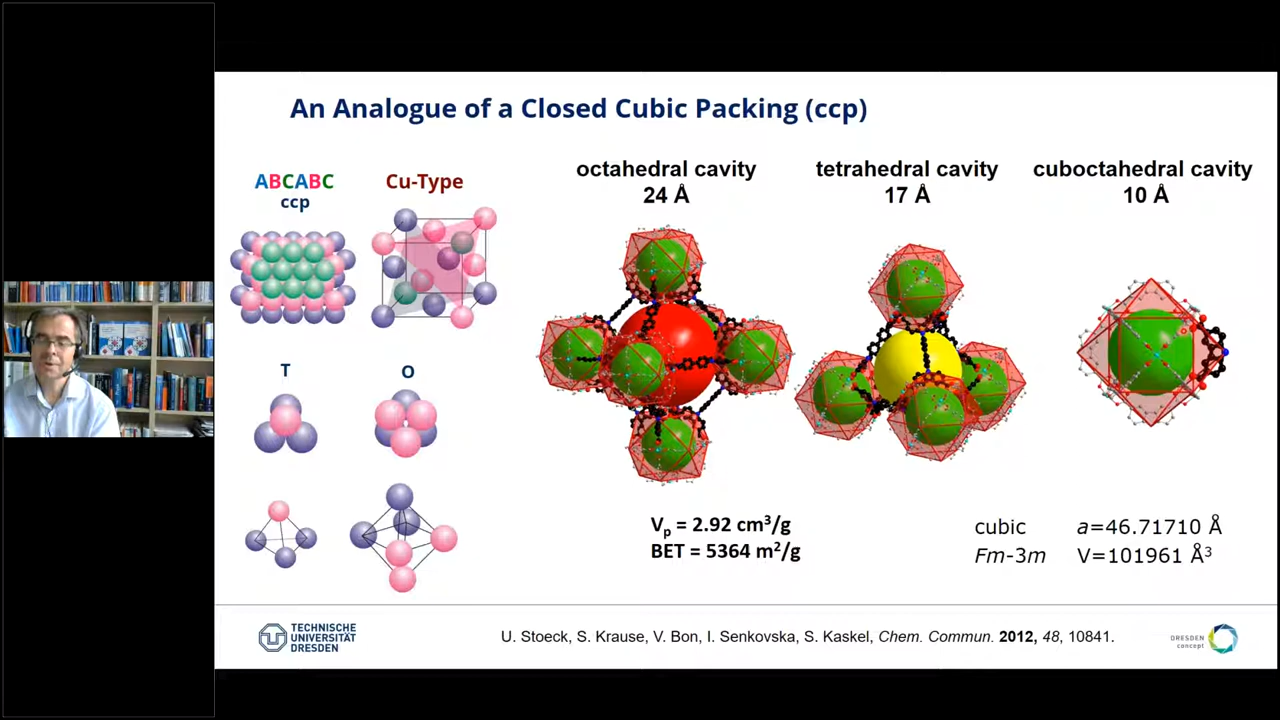 An Analogue of a Closed Cubic Packing (ccp)
ABCABC
ccp
Cu-Type
T
O
octahedral cavity
24 Å
tetrahedral cavity
17 Å
cuboctahedral cavity
10 Å
Vp = 2.92 cm³/g
BET = 5364 m²/g
cubic a=46.71710 Å
Fm-3m V=101961 Å³
TECHNISCHE
UNIVERSITÄT
DRESDEN
U. Stoeck, S. Krause, V. Bon, I. Senkovska, S. Kaskel, Chem. Commun. 2012, 48, 10841.
DRESDEN
concept